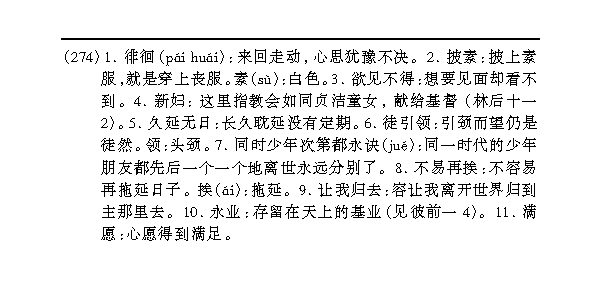 (274) 1. 徘徊 (pái huái)：来回走动，心思犹豫不决。2. 披素：披上素
服，就是穿上丧服。素(sù)：白色。3. 欲见不得：想要见面却看不
到。4. 新妇：这里指教会如同贞洁童女，献给基督 (林后十一
2)。5. 久延无日：长久耽延没有定期。6. 徒引领：引颈而望仍是
徒然。领：头颈。7. 同时少年次第都永诀(jué)：同一时代的少年
朋友都先后一个一个地离世永远分别了。8. 不易再挨：不容易
再拖延日子。挨(ái)：拖延。9. 让我归去：容让我离开世界归到
主那里去。10. 永业：存留在天上的基业 (见彼前一 4)。11. 满
愿：心愿得到满足。